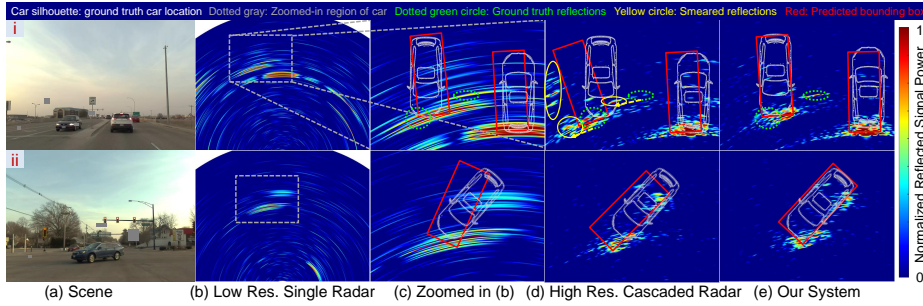 Car silhouette: ground truth car location Dotted gray: Zoomed-in region of car Dotted green circle: Ground truth reflections Yellow circle: Smeared reflections Red: Predicted bounding box
i
ii
1
Normalized Reflected Signal Power
0
(a) Scene (b) Low Res. Single Radar (c) Zoomed in (b) (d) High Res. Cascaded Radar (e) Our System